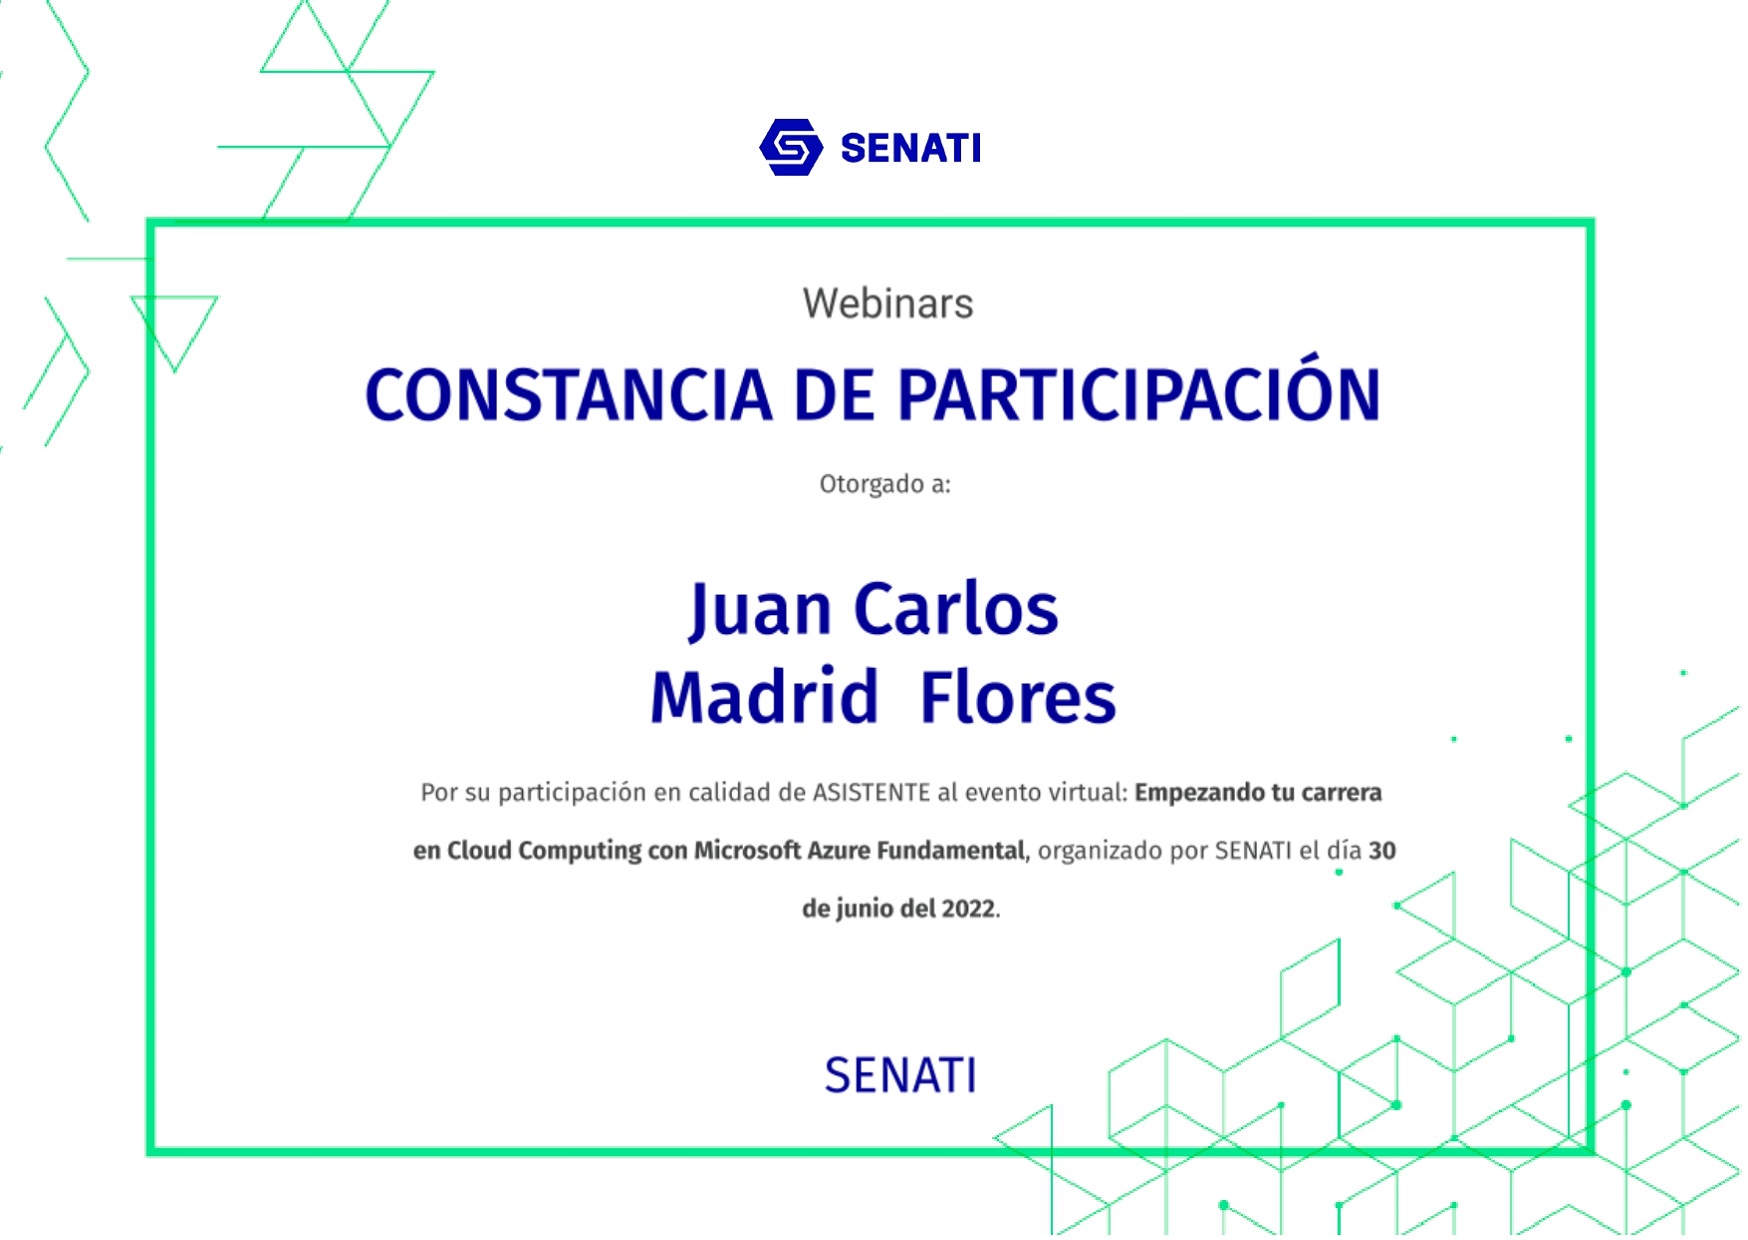 SENATI
Webinars
CONSTANCIA DE PARTICIPACIÓN
Otorgado a:
Juan Carlos
Madrid  Flores
Por su participación en calidad de ASISTENTE al evento virtual: Empezando tu carrera
en Cloud Computing con Microsoft Azure Fundamental, organizado por SENATI el día 30
de junio del 2022.
SENATI